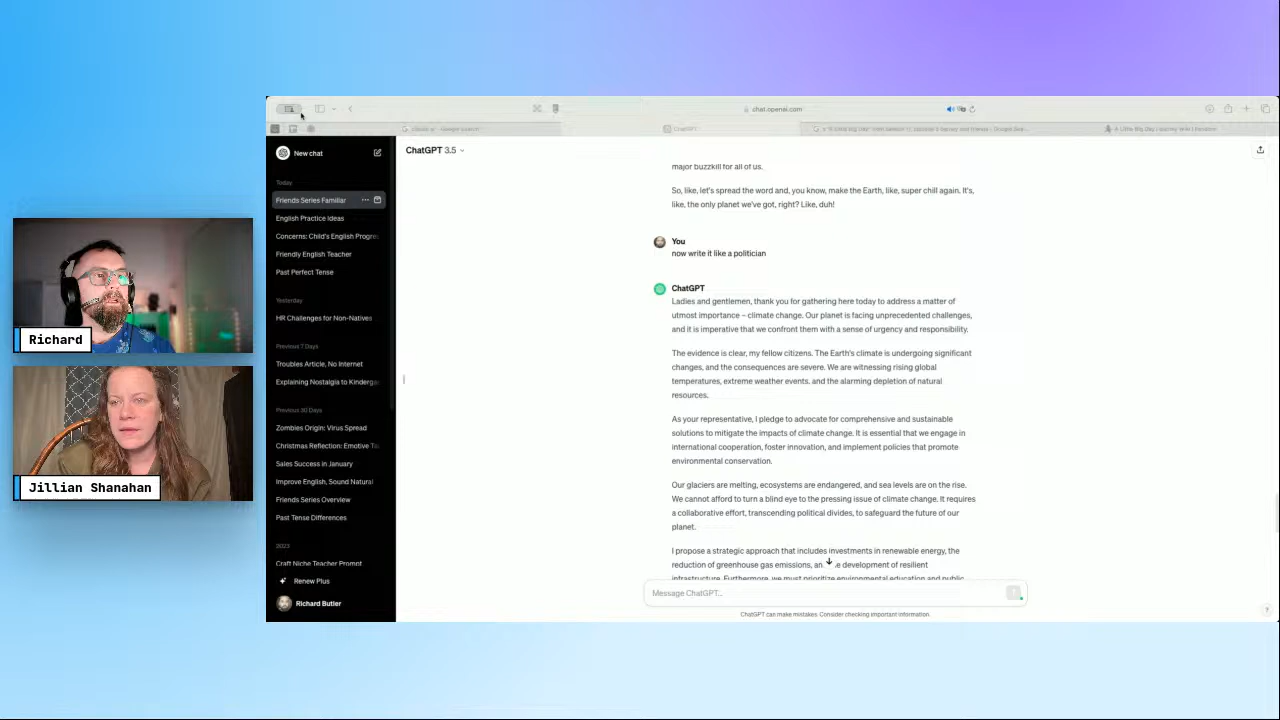 chat.openai.com
ChatGPT
New chat
ChatGPT 3.5
Today
Friends Series Familiar
English Practice Ideas
Concerns: Child's English Progres
Friendly English Teacher
Past Perfect Tense
Yesterday
HR Challenges for Non-Natives
Previous 7 Days
Troubles Article, No Internet
Explaining Nostalgia to Kinderga
Previous 30 Days
Zombies Origin: Virus Spread
Christmas Reflection: Emotive Ta
Sales Success in January
Improve English, Sound Natural
Friends Series Overview
Past Tense Differences
2023
Craft Niche Teacher Prompt
Renew Plus
Richard Butler
major buzzkill for all of us.
So, like, let's spread the word and, you know, make the Earth, like, super chill again. It's,
like, the only planet we've got, right? Like, duh!
You
now write it like a politician
ChatGPT
Ladies and gentlemen, thank you for gathering here today to address a matter of
utmost importance – climate change. Our planet is facing unprecedented challenges,
and it is imperative that we confront them with a sense of urgency and responsibility.
The evidence is clear, my fellow citizens. The Earth's climate is undergoing significant
changes, and the consequences are severe. We are witnessing rising global
temperatures, extreme weather events, and the alarming depletion of natural
resources.
As your representative, I pledge to advocate for comprehensive and sustainable
solutions to mitigate the impacts of climate change. It is essential that we engage in
international cooperation, foster innovation, and implement policies that promote
environmental conservation.
Our glaciers are melting, ecosystems are endangered, and sea levels are on the rise.
We cannot afford to turn a blind eye to the pressing issue of climate change. It requires
a collaborative effort, transcending political divides, to safeguard the future of our
planet.
I propose a strategic approach that includes investments in renewable energy, the
reduction of greenhouse gas emissions, an e development of resilient
infrastructure. Furthermore, we must prioritize environmental education and public
Message ChatGPT...
ChatGPT can make mistakes. Consider checking important information.
Richard
Jillian Shanahan